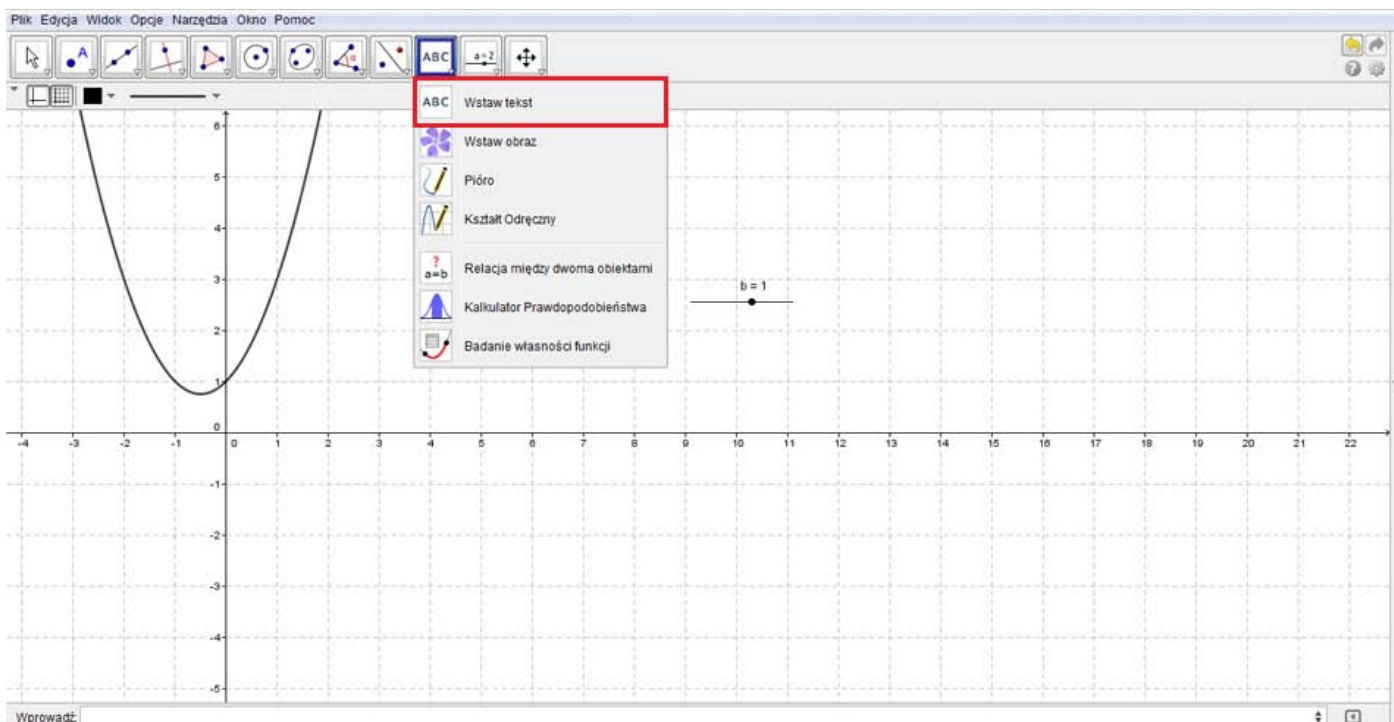 Plik Edycja Widok Opcje Narzędzia Okno Pomoc
A α ABC a=2
ABC Wstaw tekst
Wstaw obraz
Pióro
Kształt Odręczny
? a=b Relacja między dwoma obiektami
Kalkulator Prawdopodobieństwa
Badanie własności funkcji
b = 1
6
5
4
3
2
1
0
-4 -3 -2 -1 0 1 2 3 4 5 6 7 8 9 10 11 12 13 14 15 16 17 18 19 20 21 22
-1
-2
-3
-4
-5
Wprowadź: